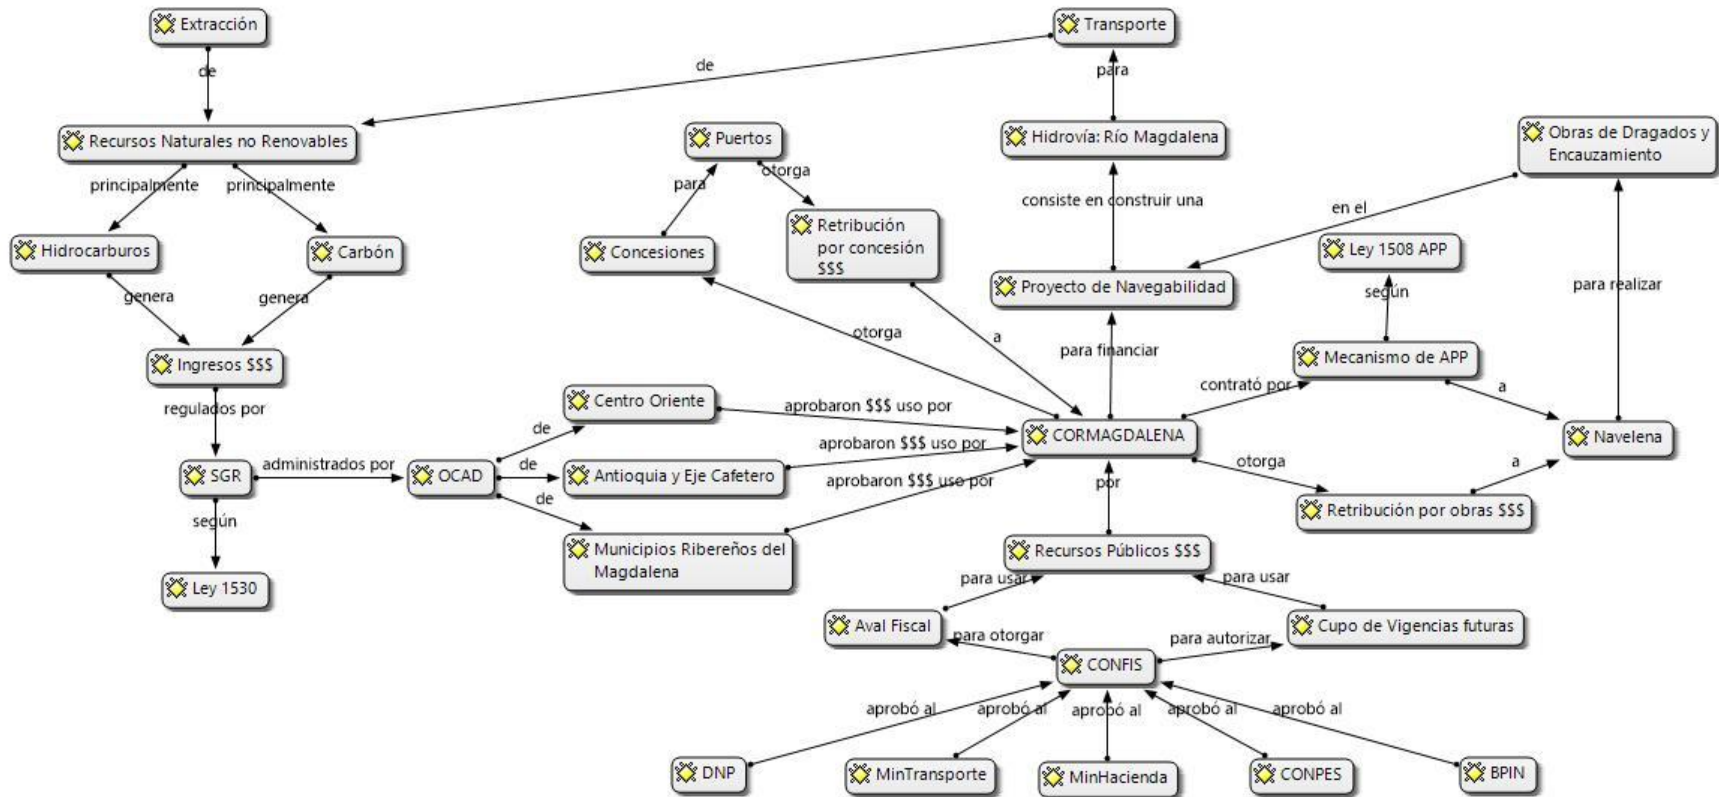 Extracción
Transporte
de
de
para
Recursos Naturales no Renovables
Puertos
Hidrovía: Río Magdalena
Obras de Dragados y
Encauzamiento
principalmente
principalmente
otorga
para
consiste en construir una
en el
Hidrocarburos
Carbón
Concesiones
Retribución
por concesión
$$$
Ley 1508 APP
Proyecto de Navegabilidad
según
para realizar
genera
genera
otorga
a
para financiar
Ingresos $$$
Mecanismo de APP
contrató por
a
regulados por
Centro Oriente
aprobaron $$$ uso por
CORMAGDALENA
Navelena
de
aprobaron $$$ uso por
SGR
administrados por
OCAD
de
Antioquia y Eje Cafetero
aprobaron $$$ uso por
por
otorga
a
de
según
Retribución por obras $$$
Municipios Ribereños del
Magdalena
Recursos Públicos $$$
Ley 1530
para usar
para usar
Aval Fiscal
para otorgar
para autorizar
Cupo de Vigencias futuras
CONFIS
aprobó al
aprobó al
aprobó al
aprobó al
aprobó al
DNP
MinTransporte
MinHacienda
CONPES
BPIN